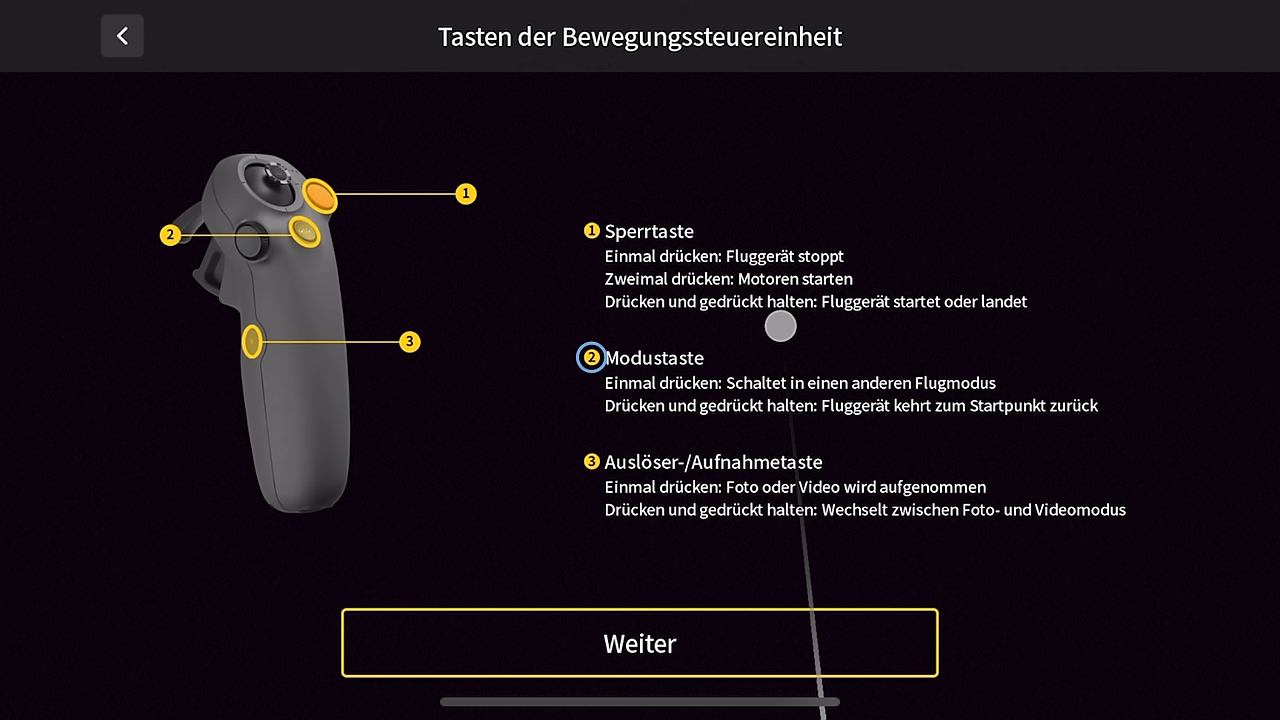 Tasten der Bewegungssteuereinheit
1
2
3
1 Sperrtaste
Einmal drücken: Fluggerät stoppt
Zweimal drücken: Motoren starten
Drücken und gedrückt halten: Fluggerät startet oder landet
2 Modustaste
Einmal drücken: Schaltet in einen anderen Flugmodus
Drücken und gedrückt halten: Fluggerät kehrt zum Startpunkt zurück
3 Auslöser-/Aufnahmetaste
Einmal drücken: Foto oder Video wird aufgenommen
Drücken und gedrückt halten: Wechselt zwischen Foto- und Videomodus
Weiter